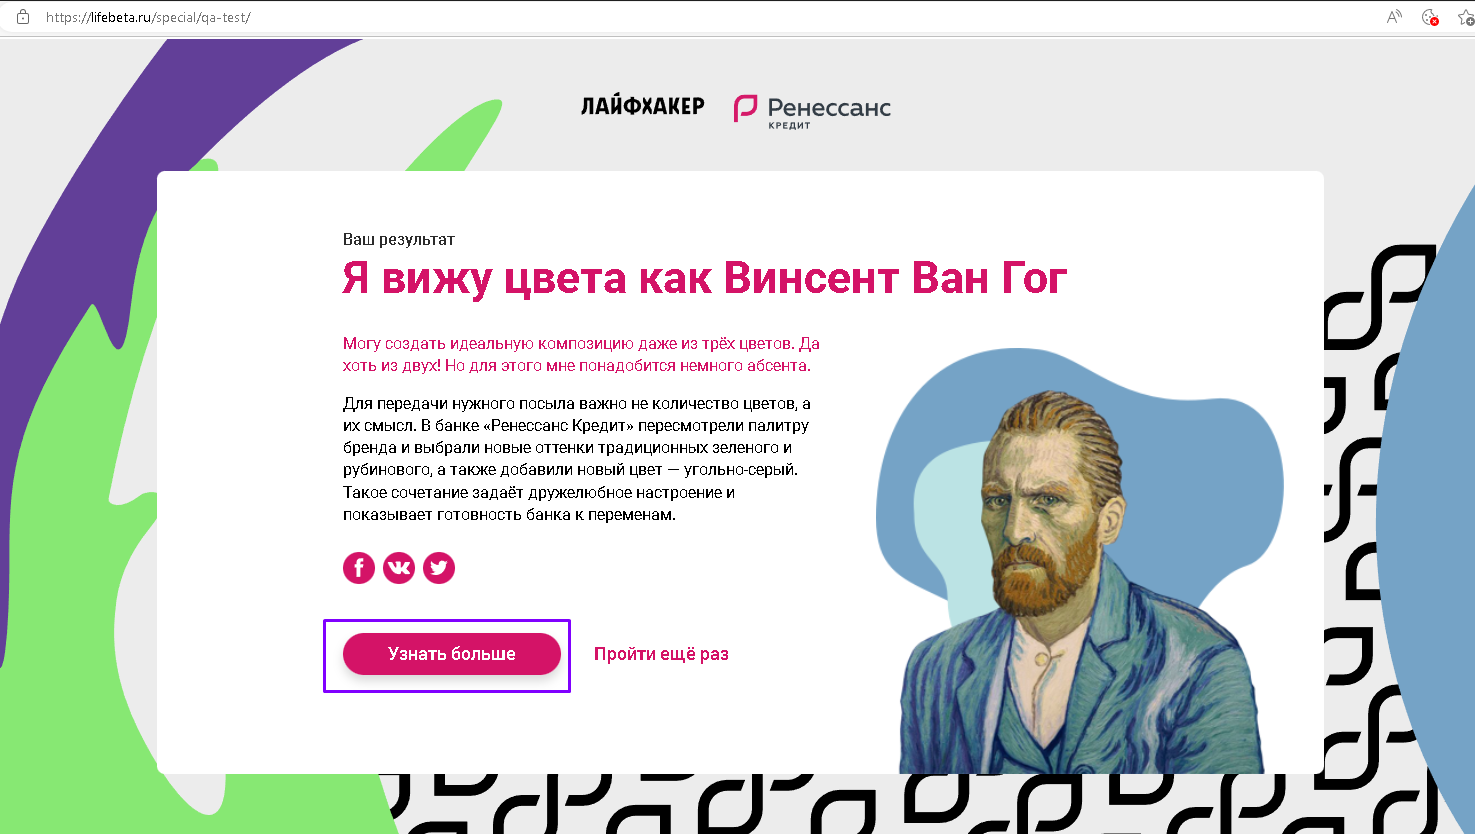 https://lifebeta.ru/special/qa-test/
ЛАЙФХАКЕР
Ренессанс
КРЕДИТ
Ваш результат
Я вижу цвета как Винсент Ван Гог
Могу создать идеальную композицию даже из трёх цветов. Да
хоть из двух! Но для этого мне понадобится немного абсента.
Для передачи нужного посыла важно не количество цветов, а
их смысл. В банке «Ренессанс Кредит» пересмотрели палитру
бренда и выбрали новые оттенки традиционных зеленого и
рубинового, а также добавили новый цвет — угольно-серый.
Такое сочетание задаёт дружелюбное настроение и
показывает готовность банка к переменам.
Узнать больше
Пройти ещё раз